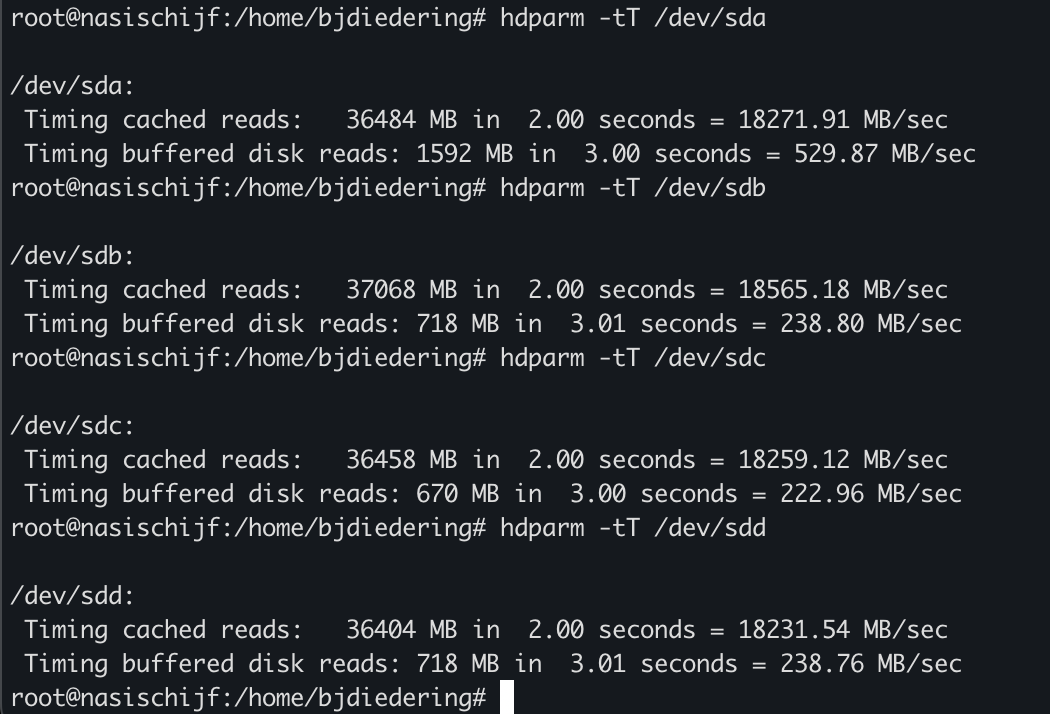 root@nasischijf:/home/bjdiedering# hdparm -tT /dev/sda

/dev/sda:
 Timing cached reads:   36484 MB in  2.00 seconds = 18271.91 MB/sec
 Timing buffered disk reads: 1592 MB in  3.00 seconds = 529.87 MB/sec
root@nasischijf:/home/bjdiedering# hdparm -tT /dev/sdb

/dev/sdb:
 Timing cached reads:   37068 MB in  2.00 seconds = 18565.18 MB/sec
 Timing buffered disk reads: 718 MB in  3.01 seconds = 238.80 MB/sec
root@nasischijf:/home/bjdiedering# hdparm -tT /dev/sdc

/dev/sdc:
 Timing cached reads:   36458 MB in  2.00 seconds = 18259.12 MB/sec
 Timing buffered disk reads: 670 MB in  3.00 seconds = 222.96 MB/sec
root@nasischijf:/home/bjdiedering# hdparm -tT /dev/sdd

/dev/sdd:
 Timing cached reads:   36404 MB in  2.00 seconds = 18231.54 MB/sec
 Timing buffered disk reads: 718 MB in  3.01 seconds = 238.76 MB/sec
root@nasischijf:/home/bjdiedering#